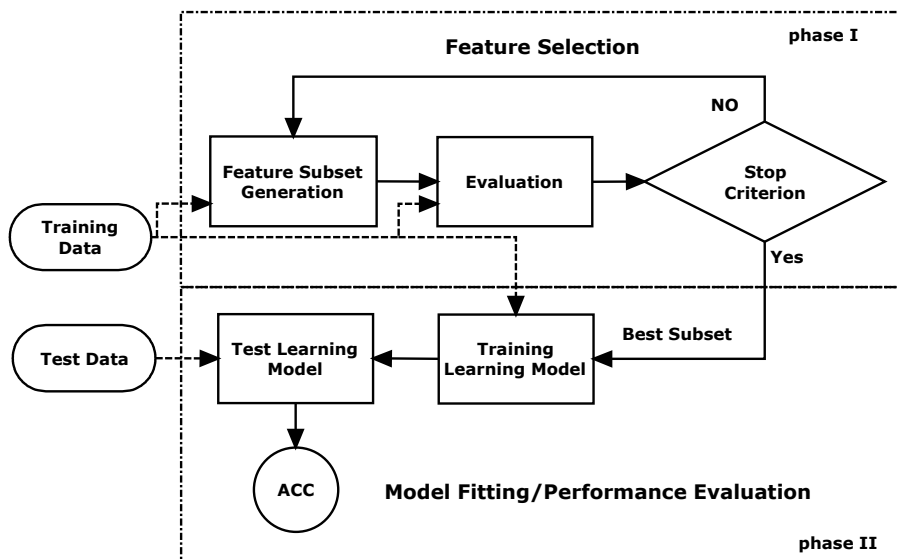 phase I
Feature Selection
NO
Feature Subset
Generation
Evaluation
Stop
Criterion
Training
Data
Yes
Best Subset
Test Data
Test Learning
Model
Training
Learning Model
ACC
Model Fitting/Performance Evaluation
phase II